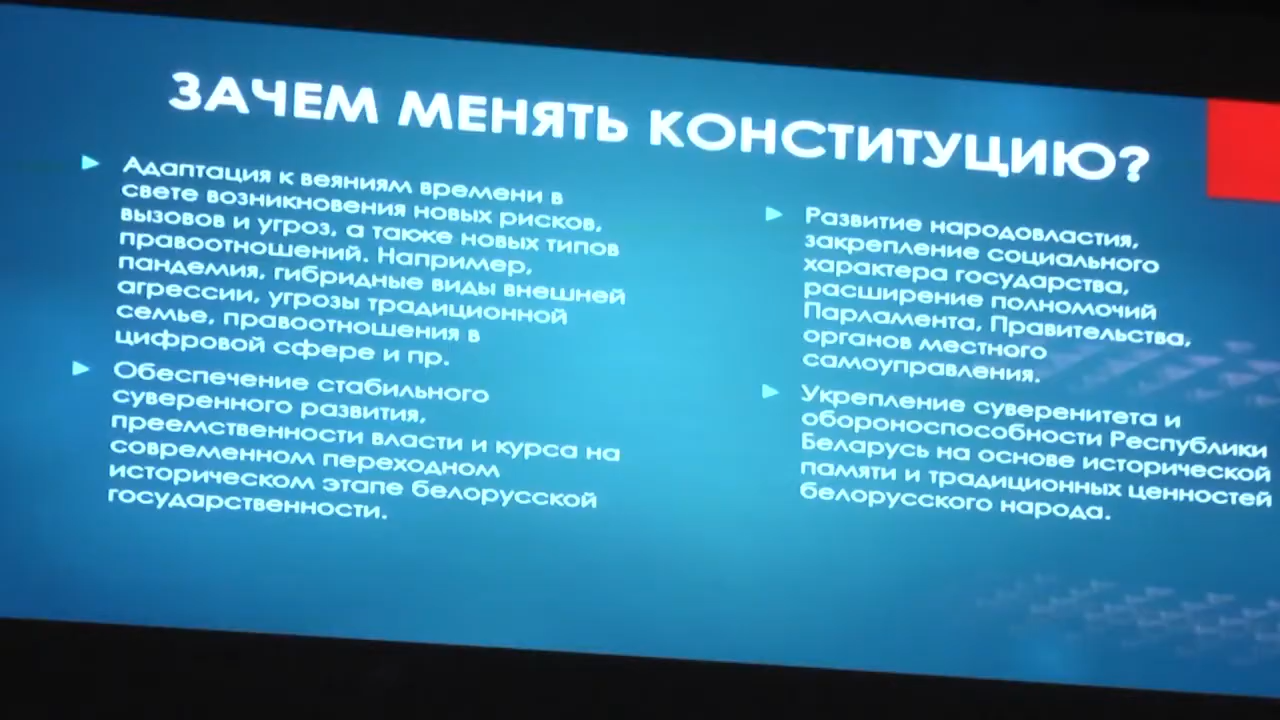 ЗАЧЕМ МЕНЯТЬ КОНСТИТУЦИЮ?
Адаптация к веяниям времени в
свете возникновения новых рисков,
вызовов и угроз, а также новых типов
правоотношений. Например,
пандемия, гибридные виды внешней
агрессии, угрозы традиционной
семье, правоотношения в
цифровой сфере и пр.
Обеспечение стабильного
суверенного развития,
преемственности власти и курса на
современном переходном
историческом этапе белорусской
государственности.
Развитие народовластия,
закрепление социального
характера государства,
расширение полномочий
Парламента, Правительства,
органов местного
самоуправления.
Укрепление суверенитета и
обороноспособности Республики
Беларусь на основе исторической
памяти и традиционных ценностей
белорусского народа.